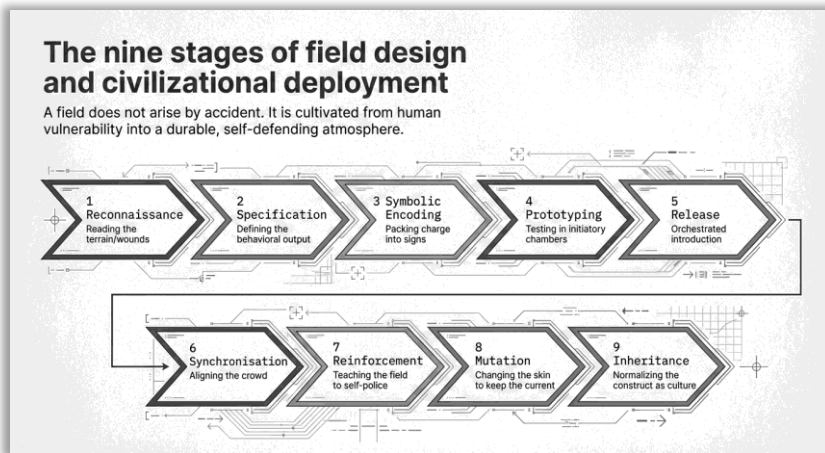 The nine stages of field design
and civilizational deployment
A field does not arise by accident. It is cultivated from human
vulnerability into a durable, self-defending atmosphere.
1
Reconnaissance
Reading the
terrain/wounds
2
Specification
Defining the
behavioral output
3 Symbolic
Encoding
Packing charge
into signs
4
Prototyping
Testing in initiatory
chambers
5
Release
Orchestrated
introduction
6
Synchronisation
Aligning the crowd
7
Reinforcement
Teaching the field
to self-police
8
Mutation
Changing the skin
to keep the current
9
Inheritance
Normalizing the
construct as culture